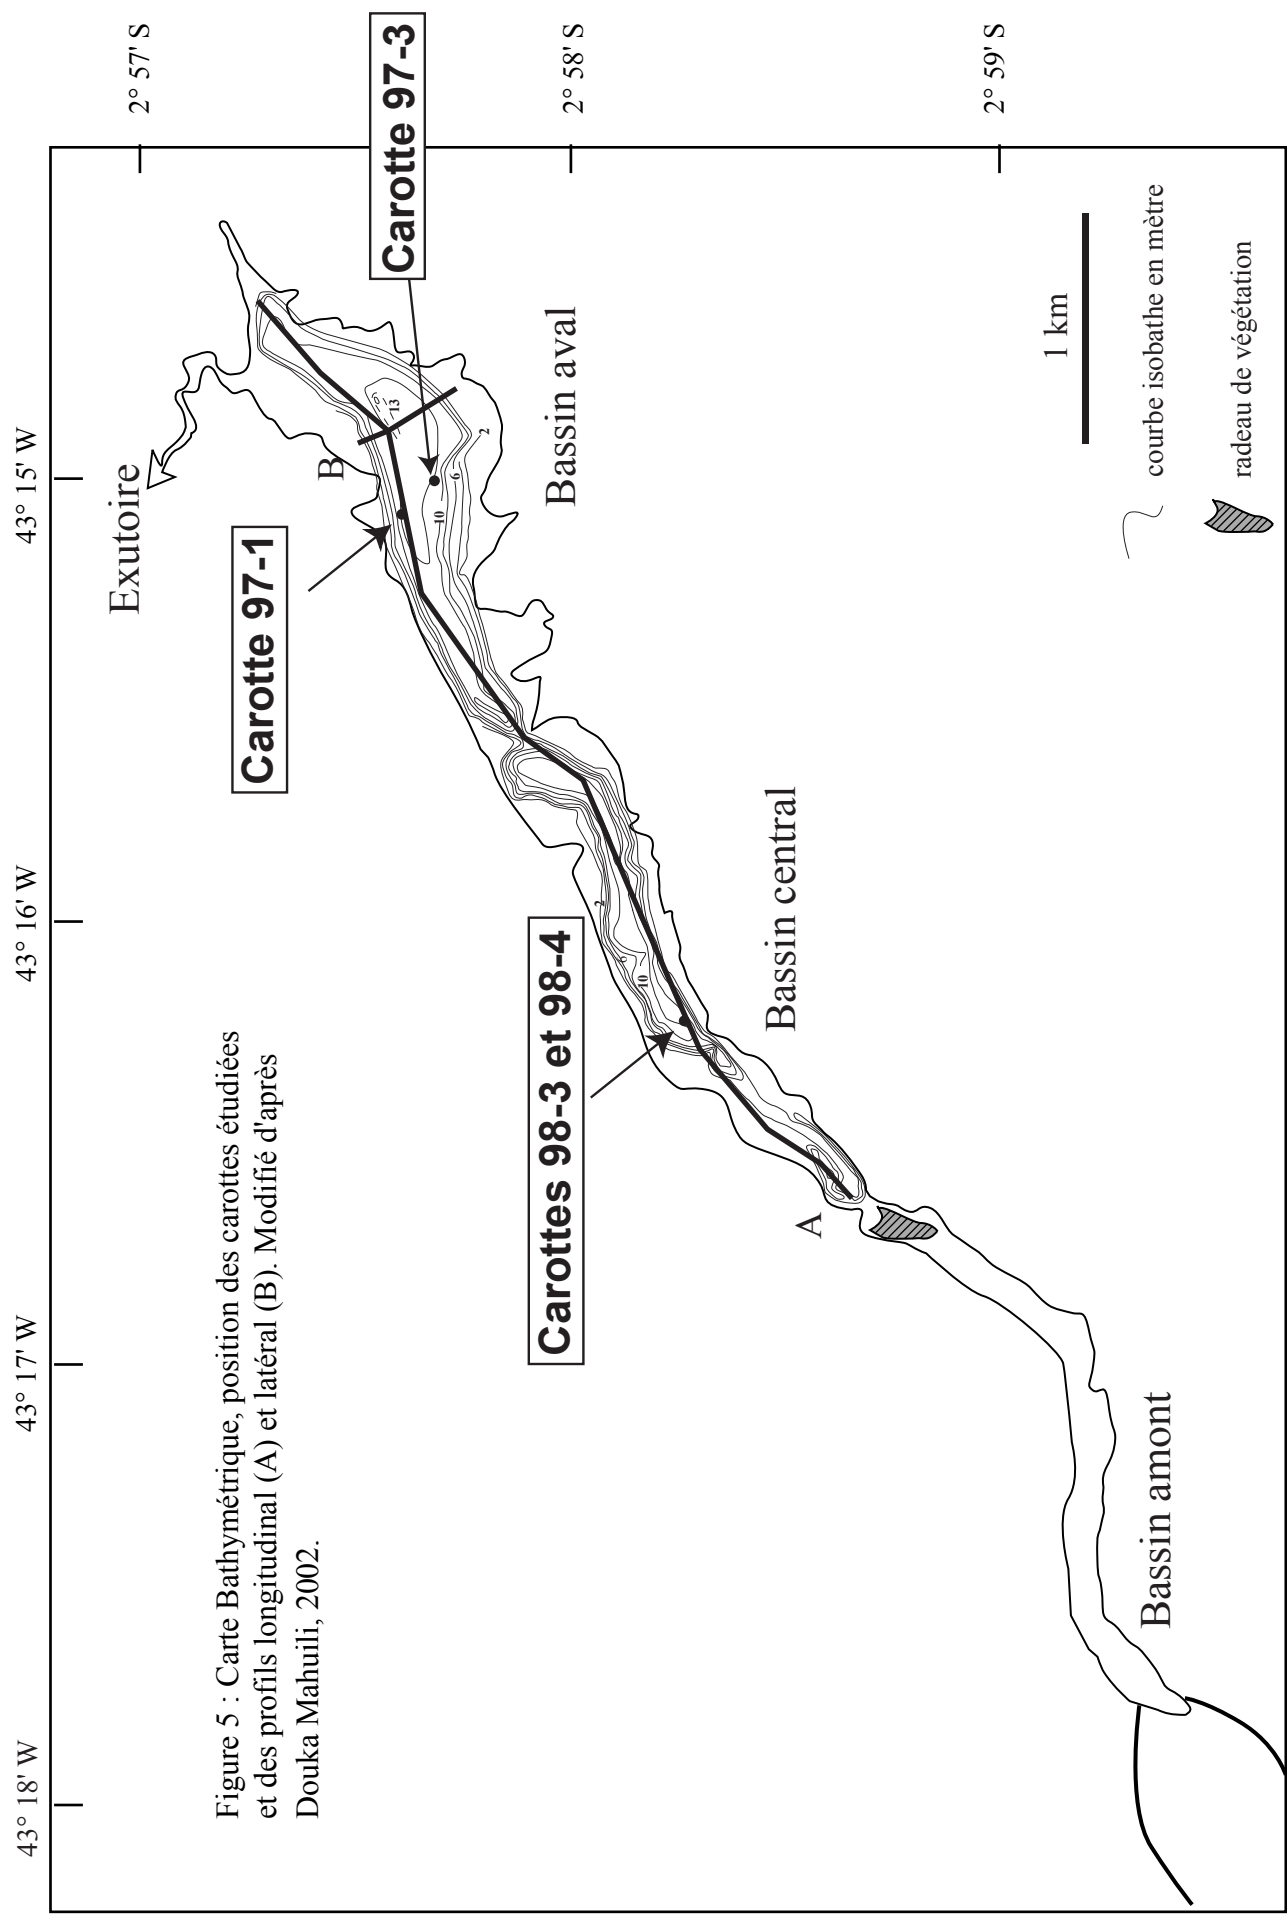 43° 18' W
43° 17' W
43° 16' W
43° 15' W
2° 57' S
2° 58' S
2° 59' S
Figure 5 : Carte Bathymétrique, position des carottes étudiées
et des profils longitudinal (A) et latéral (B). Modifié d'après
Douka Mahuili, 2002.
Exutoire
Carotte 97-1
Carotte 97-3
B
13
6
2
6
10
Bassin aval
Carottes 98-3 et 98-4
2
6
10
Bassin central
A
Bassin amont
1 km
courbe isobathe en mètre
radeau de végétation